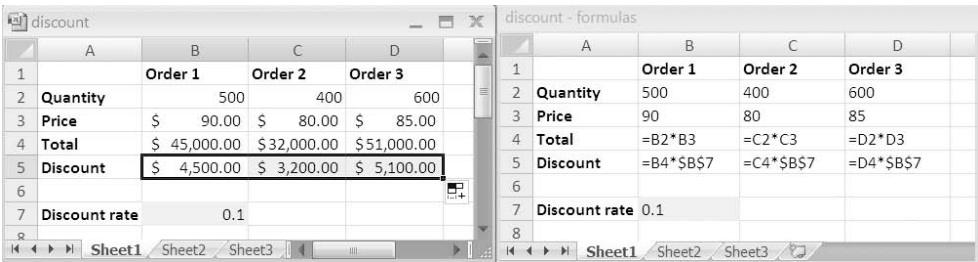 discount
A B C D
1 Order 1 Order 2 Order 3
2 Quantity 500 400 600
3 Price $ 90.00 $ 80.00 $ 85.00
4 Total $ 45,000.00 $32,000.00 $51,000.00
5 Discount $ 4,500.00 $ 3,200.00 $ 5,100.00
6
7 Discount rate 0.1
8
Sheet1 Sheet2 Sheet3
discount - formulas
A B C D
1 Order 1 Order 2 Order 3
2 Quantity 500 400 600
3 Price 90 80 85
4 Total =B2*B3 =C2*C3 =D2*D3
5 Discount =B4*$B$7 =C4*$B$7 =D4*$B$7
6
7 Discount rate 0.1
8
Sheet1 Sheet2 Sheet3